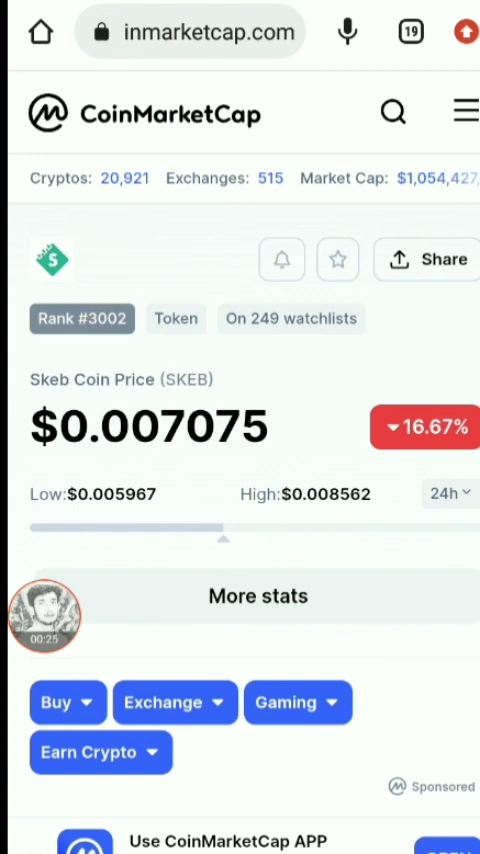 19
inmarketcap.com
CoinMarketCap
Cryptos: 20,921 Exchanges: 515 Market Cap: $1,054,427,
S
Share
Rank #3002 Token On 249 watchlists
Skeb Coin Price (SKEB)
$0.007075 16.67%
Low:$0.005967 High:$0.008562 24h
More stats
00:25
Buy Exchange Gaming
Earn Crypto
Sponsored
Use CoinMarketCap APP